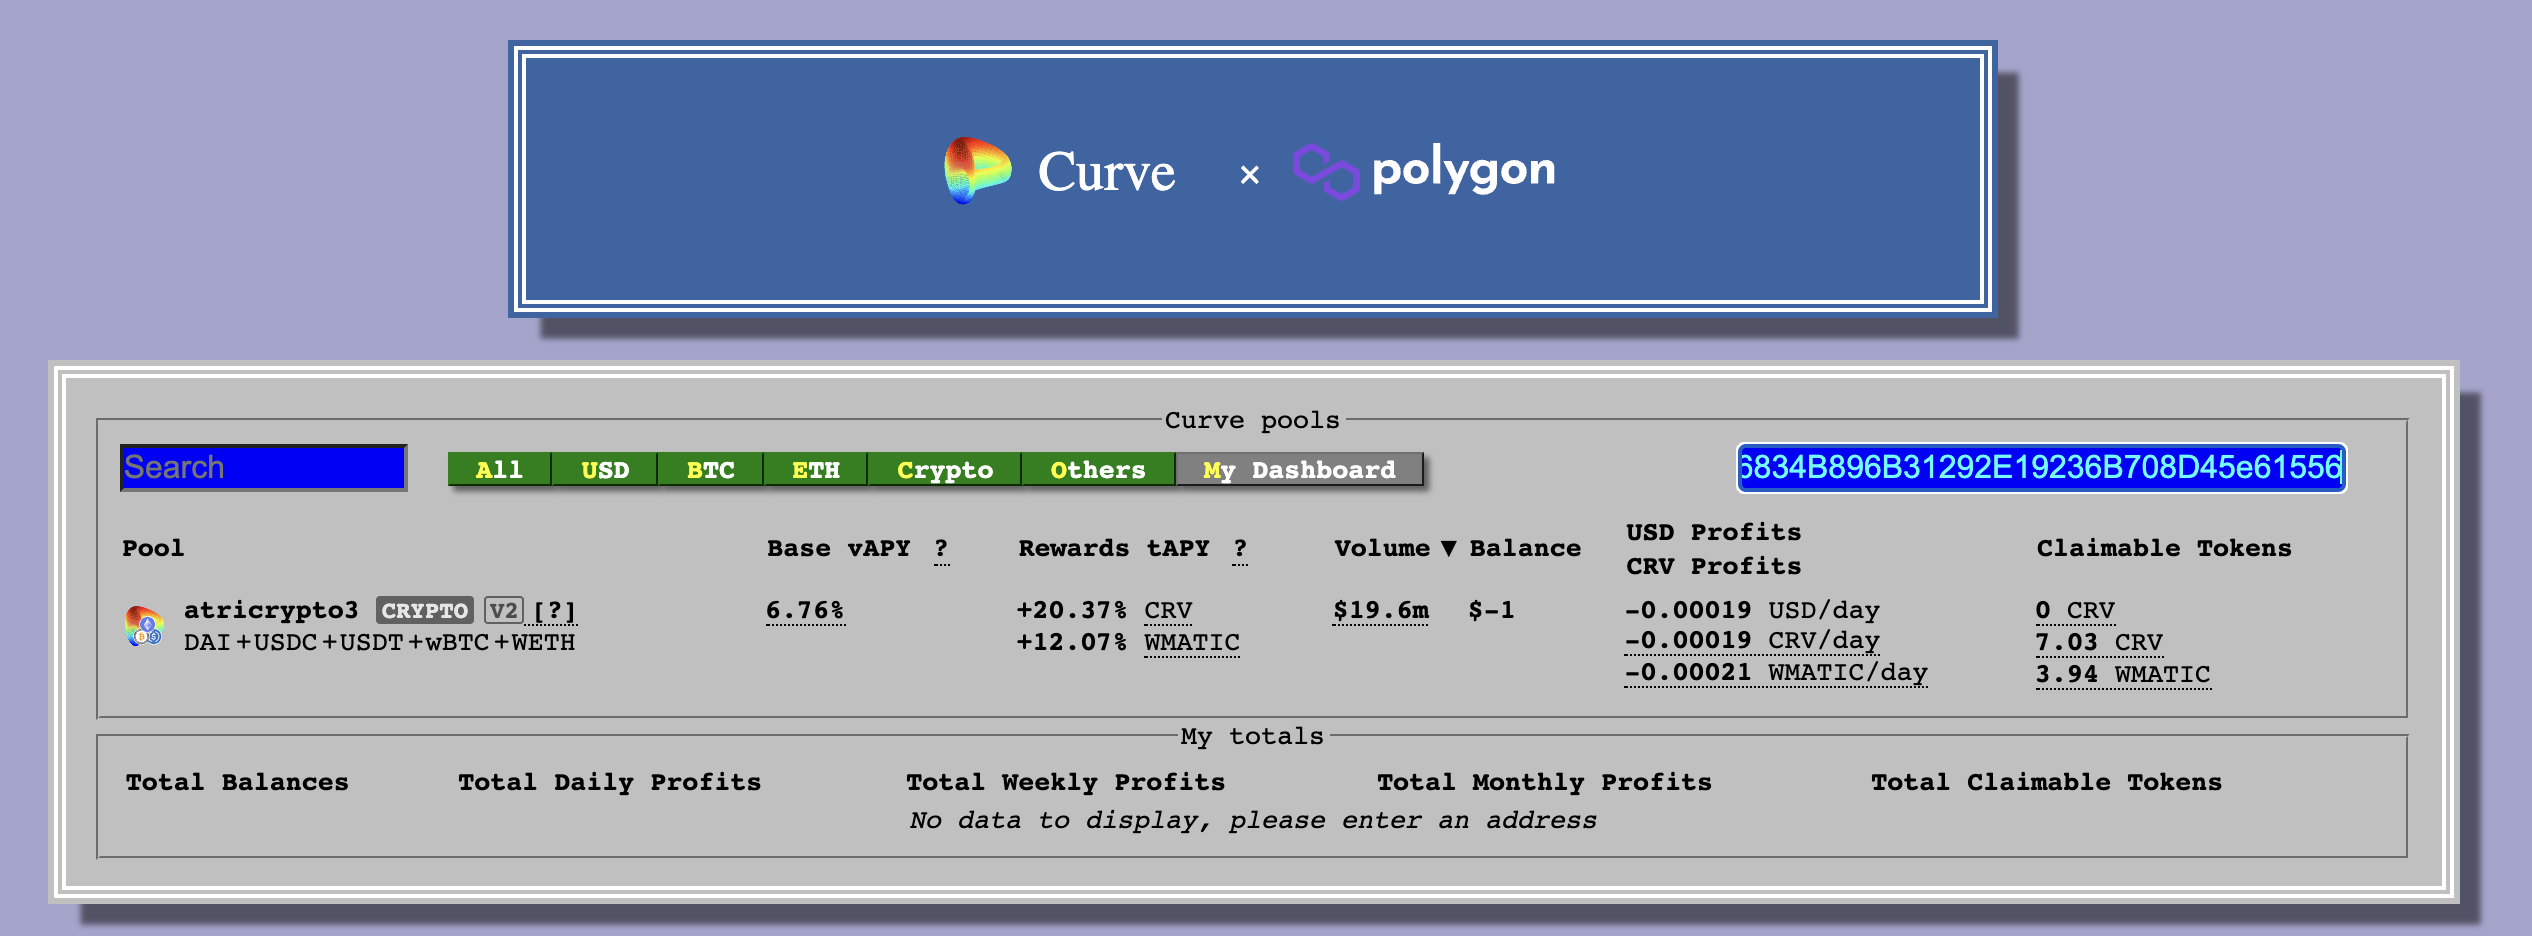 Curve × polygon
Curve pools
Search All USD BTC ETH Crypto Others My Dashboard 6834B896B31292E19236B708D45e61556
Pool Base vAPY ? Rewards tAPY ? Volume ▼ Balance USD Profits Claimable Tokens
CRV Profits
atricrypto3 CRYPTO V2 [?] 6.76% +20.37% CRV $19.6m $-1 -0.00019 USD/day 0 CRV
DAI+USDC+USDT+wBTC+WETH +12.07% WMATIC -0.00019 CRV/day 7.03 CRV
-0.00021 WMATIC/day 3.94 WMATIC
My totals
Total Balances Total Daily Profits Total Weekly Profits Total Monthly Profits Total Claimable Tokens
No data to display, please enter an address